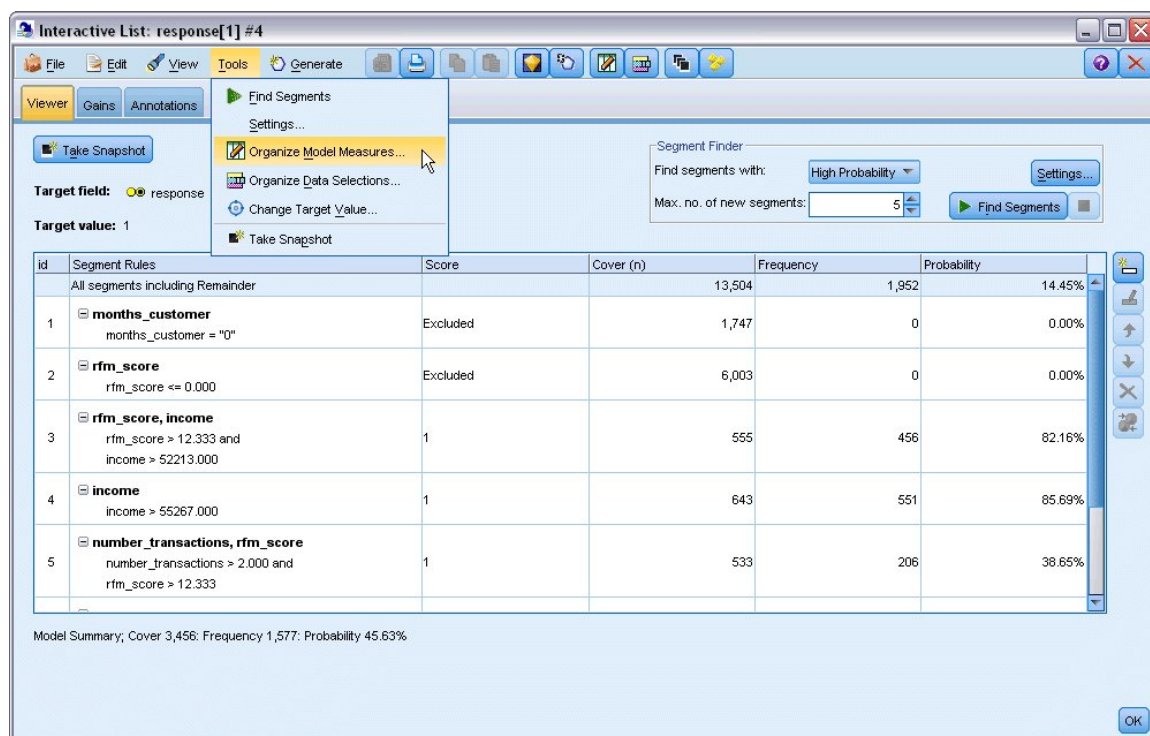 Interactive List: response[1] #4
File Edit View Tools Generate
Viewer Gains Annotations
Find Segments
Settings...
Organize Model Measures...
Organize Data Selections...
Change Target Value...
Take Snapshot
Take Snapshot
Target field: response
Target value: 1
Segment Finder
Find segments with: High Probability Settings...
Max. no. of new segments: 5 Find Segments
id Segment Rules Score Cover (n) Frequency Probability
All segments including Remainder 13,504 1,952 14.45%
1 months_customer Excluded 1,747 0 0.00%
months_customer = "0"
2 rfm_score Excluded 6,003 0 0.00%
rfm_score <= 0.000
rfm_score, income
3 rfm_score > 12.333 and 1 555 456 82.16%
income > 52213.000
4 income 1 643 551 85.69%
income > 55267.000
number_transactions, rfm_score
5 number_transactions > 2.000 and 1 533 206 38.65%
rfm_score > 12.333
Model Summary; Cover 3,456: Frequency 1,577: Probability 45.63%
OK